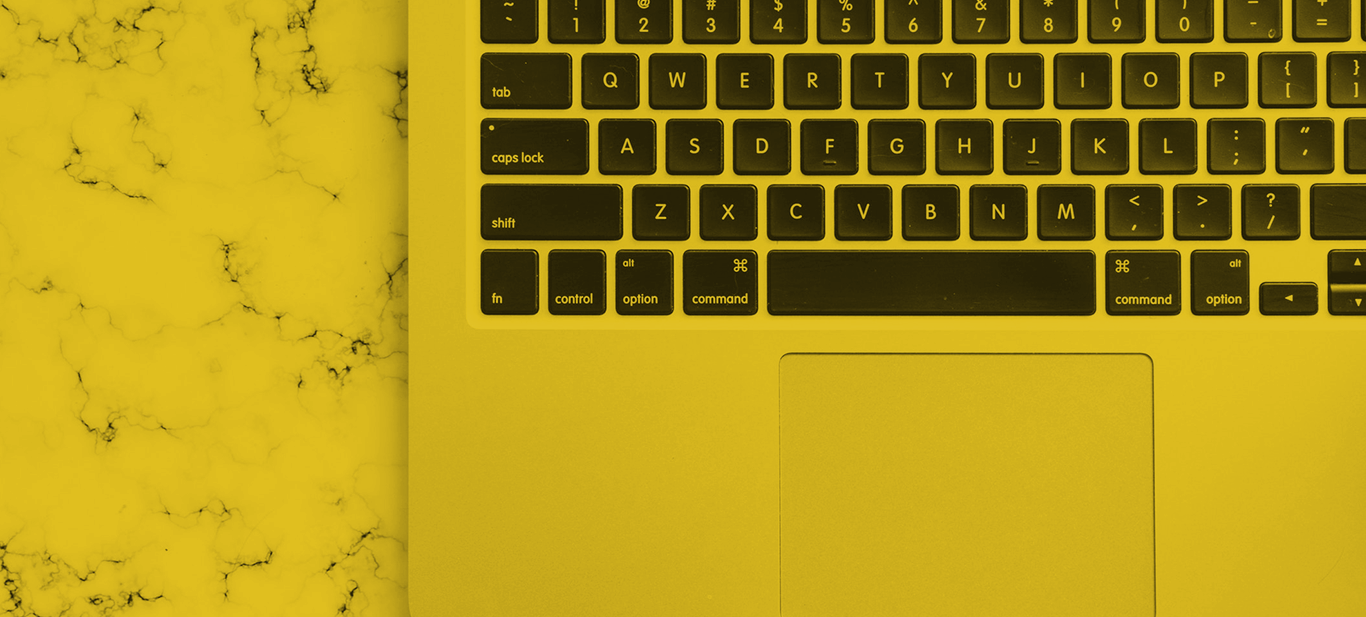 ~ ! @ # $ % ^ & * ( ) – +
` 1 2 3 4 5 6 7 8 9 0 - =
tab Q W E R T Y U I O P { [ } ]
caps lock A S D F G H J K L : ; “ ,
shift Z X C V B N M < , > . ? /
alt ⌘ ⌘ alt
fn control option command command option